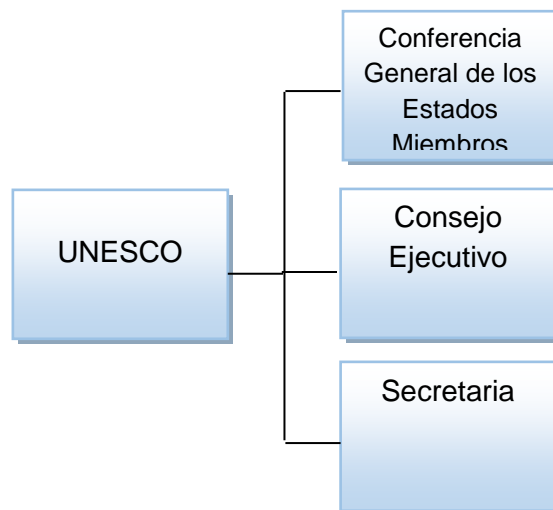 Conferencia
General de los
Estados
Miembros
UNESCO
Consejo
Ejecutivo
Secretaria